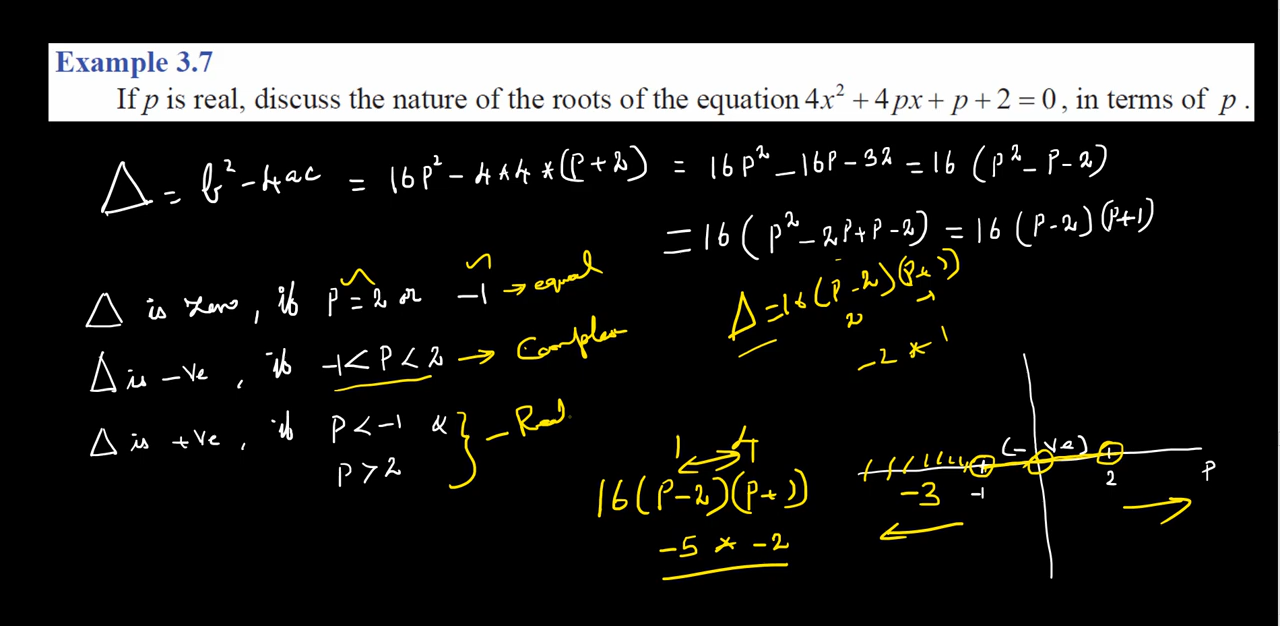 Example 3.7
If p is real, discuss the nature of the roots of the equation 4x² + 4px + p + 2 = 0, in terms of p.
Δ = b² - 4ac = 16p² - 4*4*(p+2) = 16p² - 16p - 32 = 16 (p² - p - 2)
= 16 (p² - 2p + p - 2) = 16 (p-2)(p+1)
Δ is zero, if p = 2 or -1 → equal
Δ = 16(p-2)(p+1)
-2 * 1
Δ is -ve, if -1 < p < 2 → Complex
Δ is +ve, if p < -1 & - Real
p > 2
1 4
16(p-2)(p+1)
-5 * -2
(-ve)
-1 2 p
-3